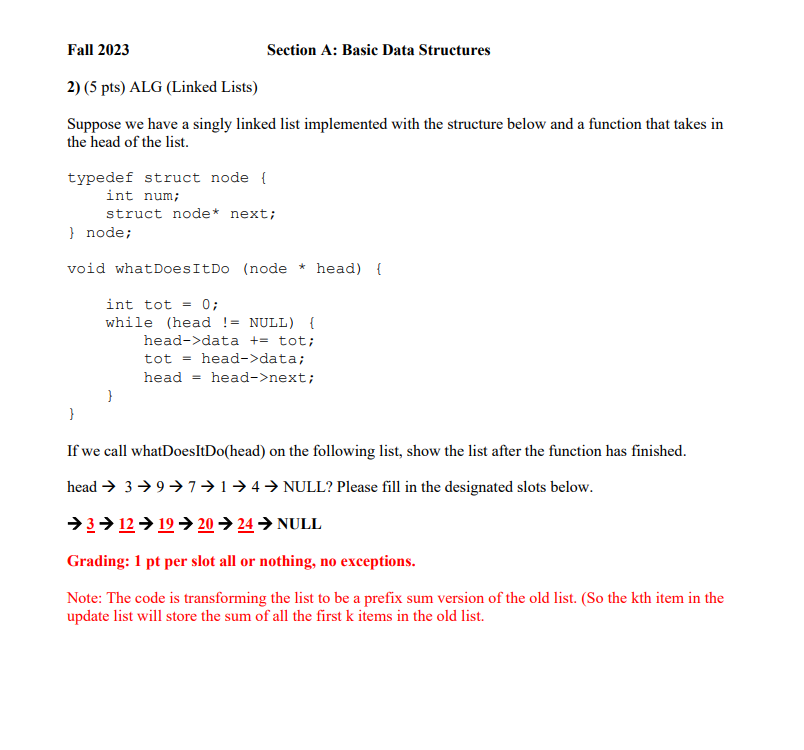 Fall 2023 Section A: Basic Data Structures
2) (5 pts) ALG (Linked Lists)
Suppose we have a singly linked list implemented with the structure below and a function that takes in
the head of the list.
typedef struct node {
    int num;
    struct node* next;
} node;
void whatDoesItDo (node * head) {
    int tot = 0;
    while (head != NULL) {
        head->data += tot;
        tot = head->data;
        head = head->next;
    }
}
If we call whatDoesItDo(head) on the following list, show the list after the function has finished.
head → 3 → 9 → 7 → 1 → 4 → NULL? Please fill in the designated slots below.
→ 3 → 12 → 19 → 20 → 24 → NULL
Grading: 1 pt per slot all or nothing, no exceptions.
Note: The code is transforming the list to be a prefix sum version of the old list. (So the kth item in the
update list will store the sum of all the first k items in the old list.